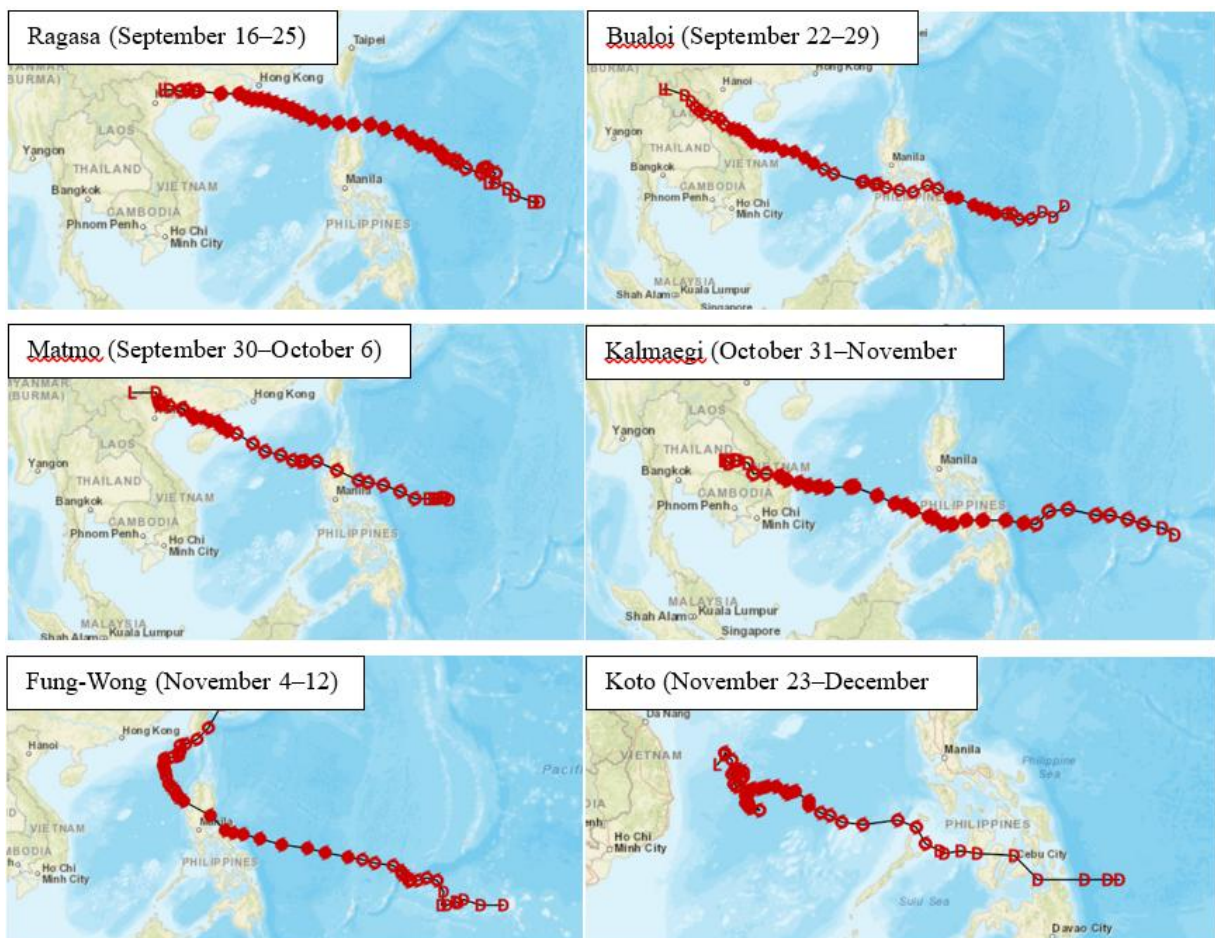 Ragasa (September 16–25)
Taipei
(BURMA)
Hong Kong
LAOS
Yangon
THAILAND
VIETNAM
Manila
Bangkok
CAMBODIA
Phnom Penh
Ho Chi
Minh City
PHILIPPINES
MALAYSIA
Bualoi (September 22–29)
MYANMAR
(BURMA)
Hanoi
Hong Kong
LAOS
Yangon
THAILAND
VIETNAM
Manila
Bangkok
CAMBODIA
Phnom Penh
Ho Chi
Minh City
PHILIPPINES
MALAYSIA
Shah Alam
Kuala Lumpur
Singapore
Matmo (September 30–October 6)
(BURMA)
L D
Hong Kong
LAOS
Yangon
THAILAND
VIETNAM
Manila
Bangkok
CAMBODIA
Phnom Penh
Ho Chi
Minh City
PHILIPPINES
MALAYSIA
Shah Alam
Kuala Lumpur
Kalmaegi (October 31–November
LAOS
Yangon
THAILAND
VIETNAM
Manila
Bangkok
CAMBODIA
Phnom Penh
Ho Chi
Minh City
PHILIPPINES
D D
MALAYSIA
Shah Alam
Kuala Lumpur
Singapore
Fung-Wong (November 4–12)
Hong Kong
Hanoi
Pacif
VIETNAM
Manila
PHILIPPINES
Ho Chi
Minh City
D D
Koto (November 23–December
Da Nang
VIETNAM
L
Manila
Philippine
Sea
Ho Chi
Minh City
PHILIPPINES
Cebu City
D D D D
Sulu Sea
Davao City